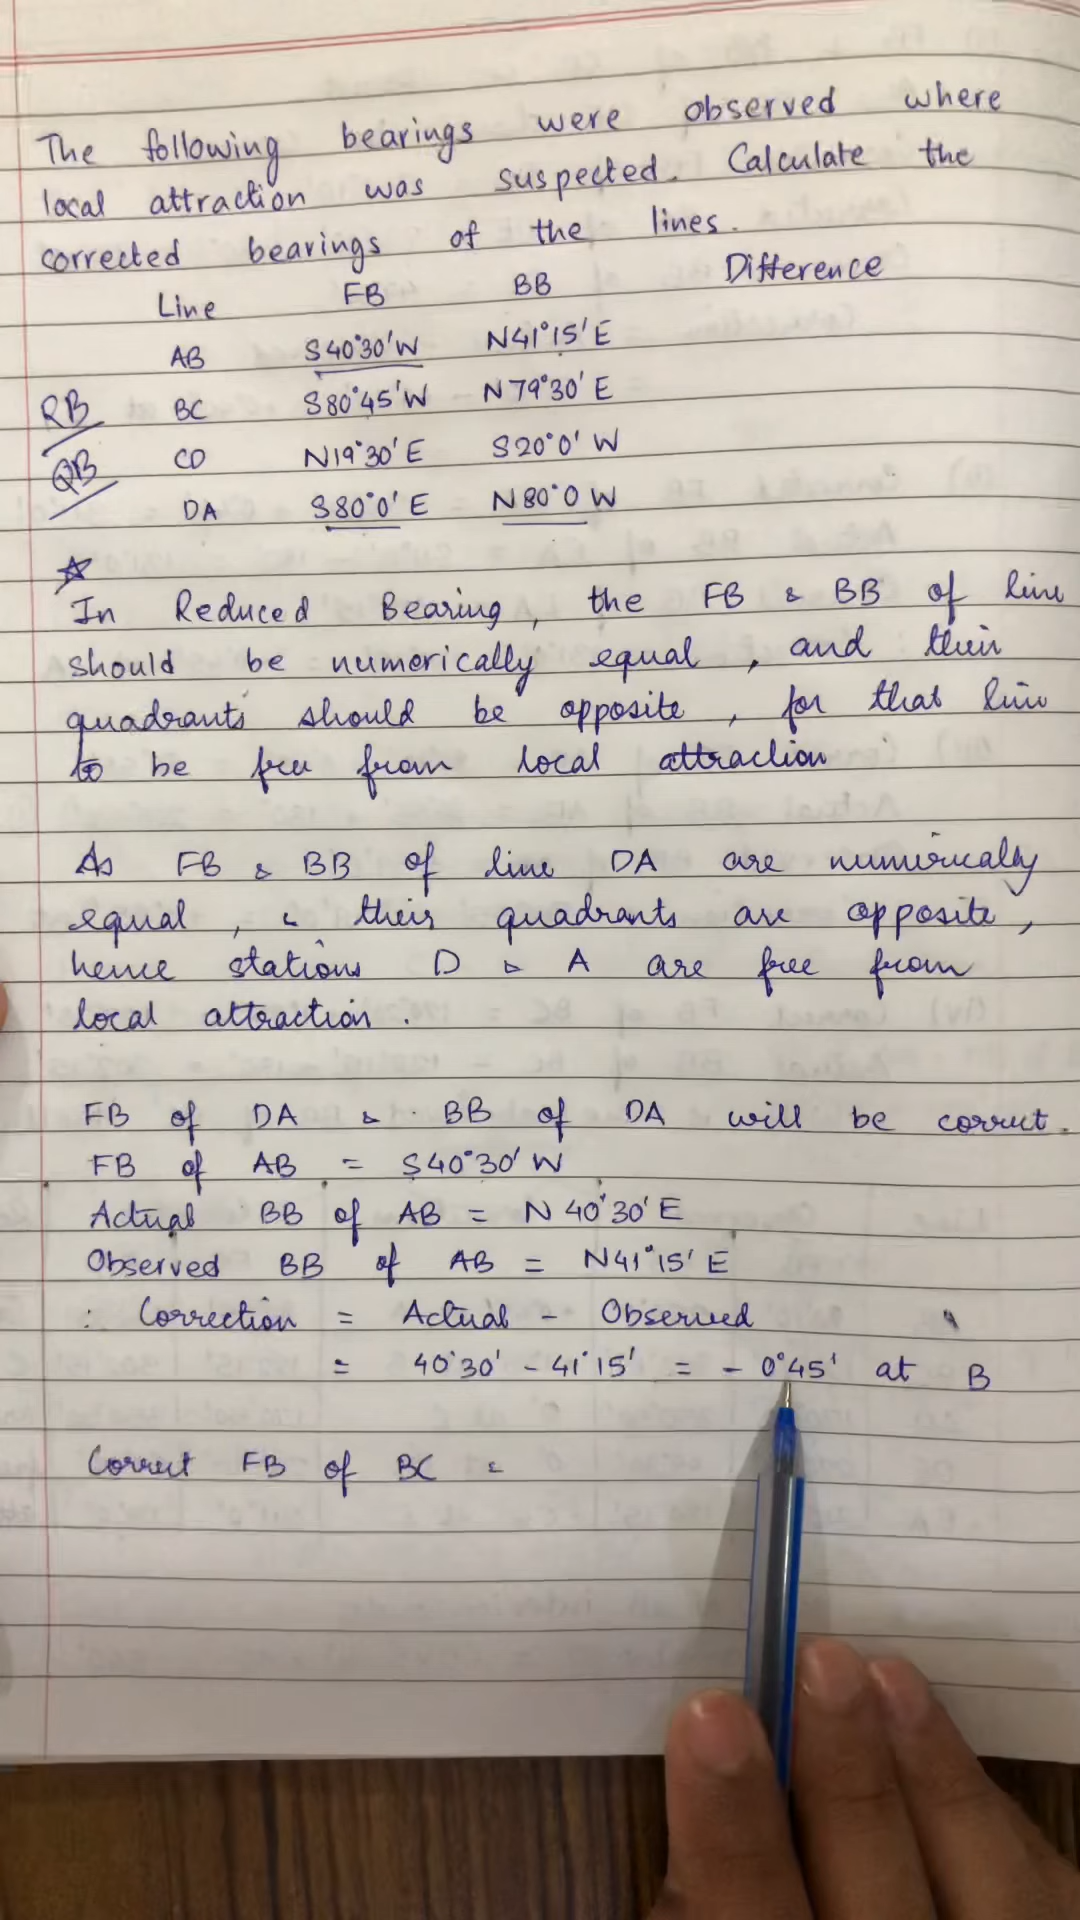 The following bearings were observed where
local attraction was suspected. Calculate the
corrected bearings of the lines.
Line FB BB Difference
AB S40°30'W N41°15'E
RB BC S80°45'W N79°30'E
QB CD N19°30'E S20°0'W
DA S80°0'E N80°0 W
☆
In Reduced Bearing, the FB & BB of line
should be numerically equal, and their
quadrants should be opposite, for that line
to be free from local attraction
As FB & BB of line DA are numerically
equal, & their quadrants are opposite,
hence stations D & A are free from
local attraction.
FB of DA & BB of DA will be correct.
FB of AB = S40°30'W
Actual BB of AB = N 40°30'E
Observed BB of AB = N41°15'E
∴ Correction = Actual - Observed
= 40°30' - 41°15' = - 0°45' at B
Correct FB of BC =